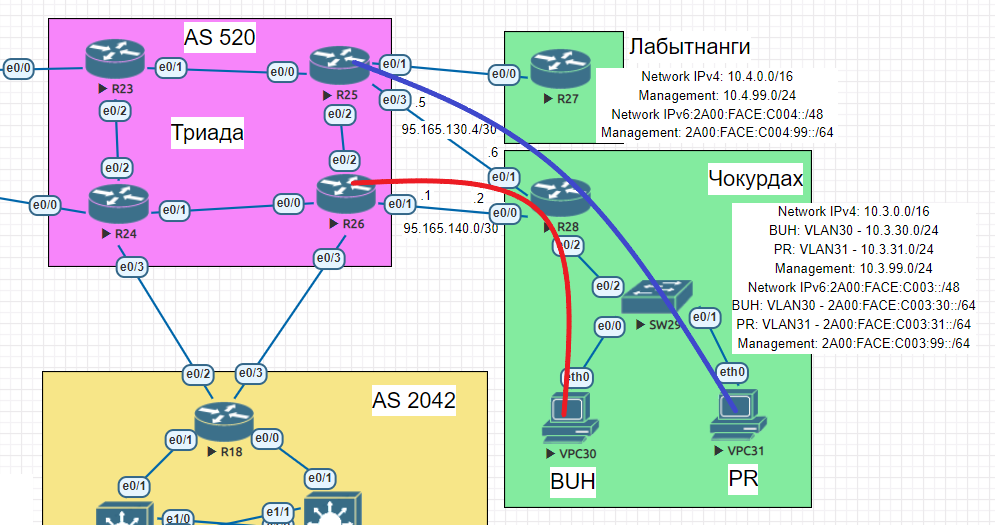 AS 520
R23
e0/0
e0/1
e0/0
R25
e0/1
e0/3
.5
e0/0
R27
Лабытнанги
Network IPv4: 10.4.0.0/16
Management: 10.4.99.0/24
Network IPv6:2A00:FACE:C004::/48
Management: 2A00:FACE:C004:99::/64
e0/2
Триада
e0/2
95.165.130.4/30
.6
e0/2
e0/2
e0/0
R24
e0/1
e0/0
R26
e0/1
.1
.2
95.165.140.0/30
e0/3
e0/3
Чокурдах
e0/1
e0/0
R28
e0/2
e0/2
SW29
e0/0
e0/1
eth0
eth0
Network IPv4: 10.3.0.0/16
BUH: VLAN30 - 10.3.30.0/24
PR: VLAN31 - 10.3.31.0/24
Management: 10.3.99.0/24
Network IPv6:2A00:FACE:C003::/48
BUH: VLAN30 - 2A00:FACE:C003:30::/64
PR: VLAN31 - 2A00:FACE:C003:31::/64
Management: 2A00:FACE:C003:99::/64
VPC30
BUH
VPC31
PR
AS 2042
e0/2
e0/3
R18
e0/1
e0/0
e0/1
e0/1
e1/0
e1/1